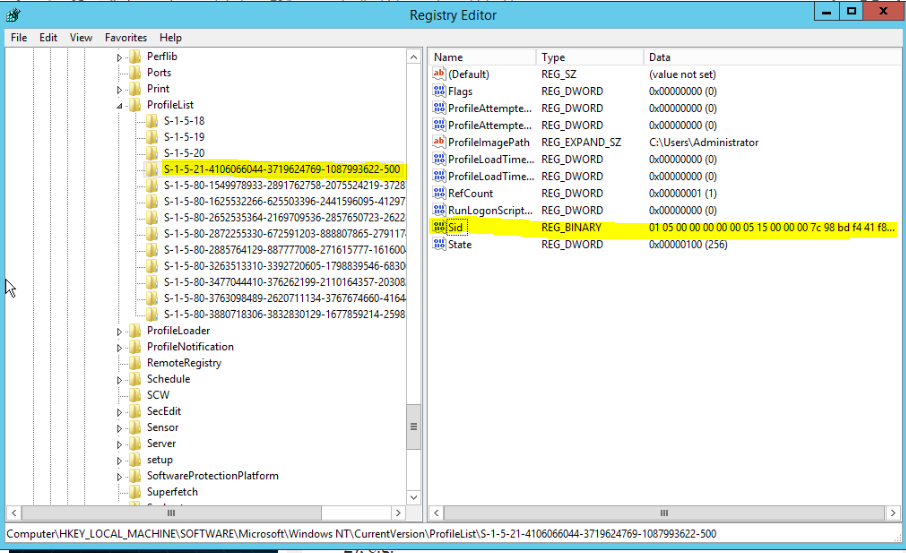 Registry Editor
File Edit View Favorites Help
Perflib
Ports
Print
ProfileList
S-1-5-18
S-1-5-19
S-1-5-20
S-1-5-21-4106066044-3719624769-1087993622-500
S-1-5-80-1549978933-2891762758-2075524219-3728
S-1-5-80-1625532266-625503396-2441596095-41297
S-1-5-80-2652535364-2169709536-2857650723-2622
S-1-5-80-2872255330-672591203-888807865-279117
S-1-5-80-2885764129-887777008-271615777-161600
S-1-5-80-3263513310-3392720605-1798839546-6830
S-1-5-80-3477044410-376262199-2110164357-20308
S-1-5-80-3763098489-2620711134-3767674660-4164
S-1-5-80-3880718306-3832830129-1677859214-2598
ProfileLoader
ProfileNotification
RemoteRegistry
Schedule
SCW
SecEdit
Sensor
Server
setup
SoftwareProtectionPlatform
Superfetch
Name Type Data
(Default) REG_SZ (value not set)
Flags REG_DWORD 0x00000000 (0)
ProfileAttempte... REG_DWORD 0x00000000 (0)
ProfileAttempte... REG_DWORD 0x00000000 (0)
ProfileImagePath REG_EXPAND_SZ C:\Users\Administrator
ProfileLoadTime... REG_DWORD 0x00000000 (0)
ProfileLoadTime... REG_DWORD 0x00000000 (0)
RefCount REG_DWORD 0x00000001 (1)
RunLogonScript... REG_DWORD 0x00000000 (0)
Sid REG_BINARY 01 05 00 00 00 00 00 05 15 00 00 00 7c 98 bd f4 41 f8...
State REG_DWORD 0x00000100 (256)
Computer\HKEY_LOCAL_MACHINE\SOFTWARE\Microsoft\Windows NT\CurrentVersion\ProfileList\S-1-5-21-4106066044-3719624769-1087993622-500